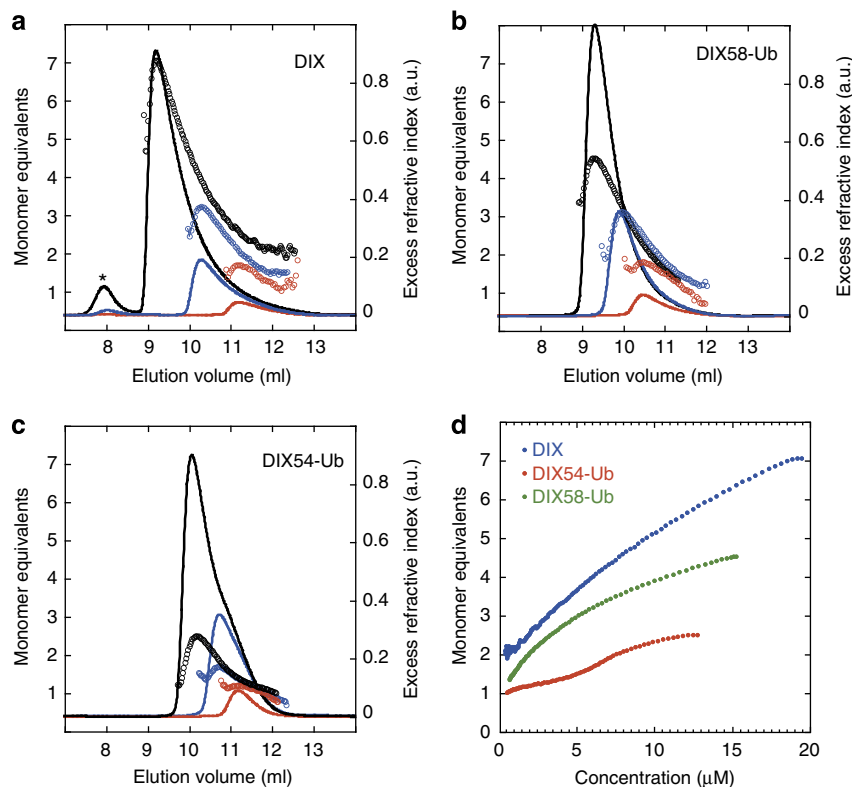 a
DIX
*
Monomer equivalents
7
6
5
4
3
2
1
0.8
0.6
0.4
0.2
0
Excess refractive index (a.u.)
8 9 10 11 12 13
Elution volume (ml)
b
DIX58-Ub
Monomer equivalents
7
6
5
4
3
2
1
0.8
0.6
0.4
0.2
0
Excess refractive index (a.u.)
8 9 10 11 12 13
Elution volume (ml)
c
DIX54-Ub
Monomer equivalents
7
6
5
4
3
2
1
0.8
0.6
0.4
0.2
0
Excess refractive index (a.u.)
8 9 10 11 12 13
Elution volume (ml)
d
DIX
DIX54-Ub
DIX58-Ub
Monomer equivalents
8
7
6
5
4
3
2
1
0
0 5 10 15 20
Concentration (μM)